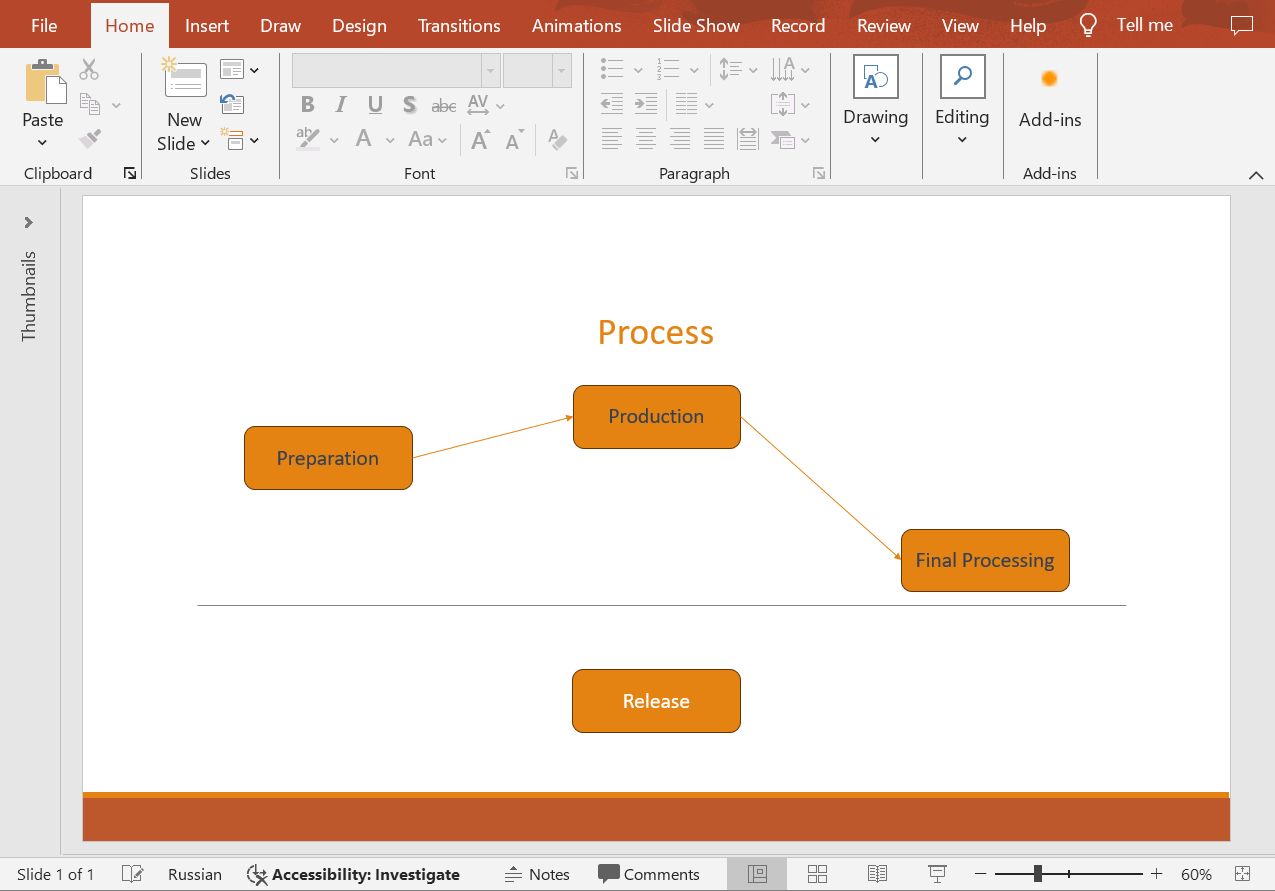 File Home Insert Draw Design Transitions Animations Slide Show Record Review View Help Tell me
Paste
New
Slide
Drawing
Editing
Add-ins
Clipboard
Slides
Font
Paragraph
Add-ins
Thumbnails
Process
Production
Preparation
Final Processing
Release
Slide 1 of 1 Russian Accessibility: Investigate Notes Comments 60%